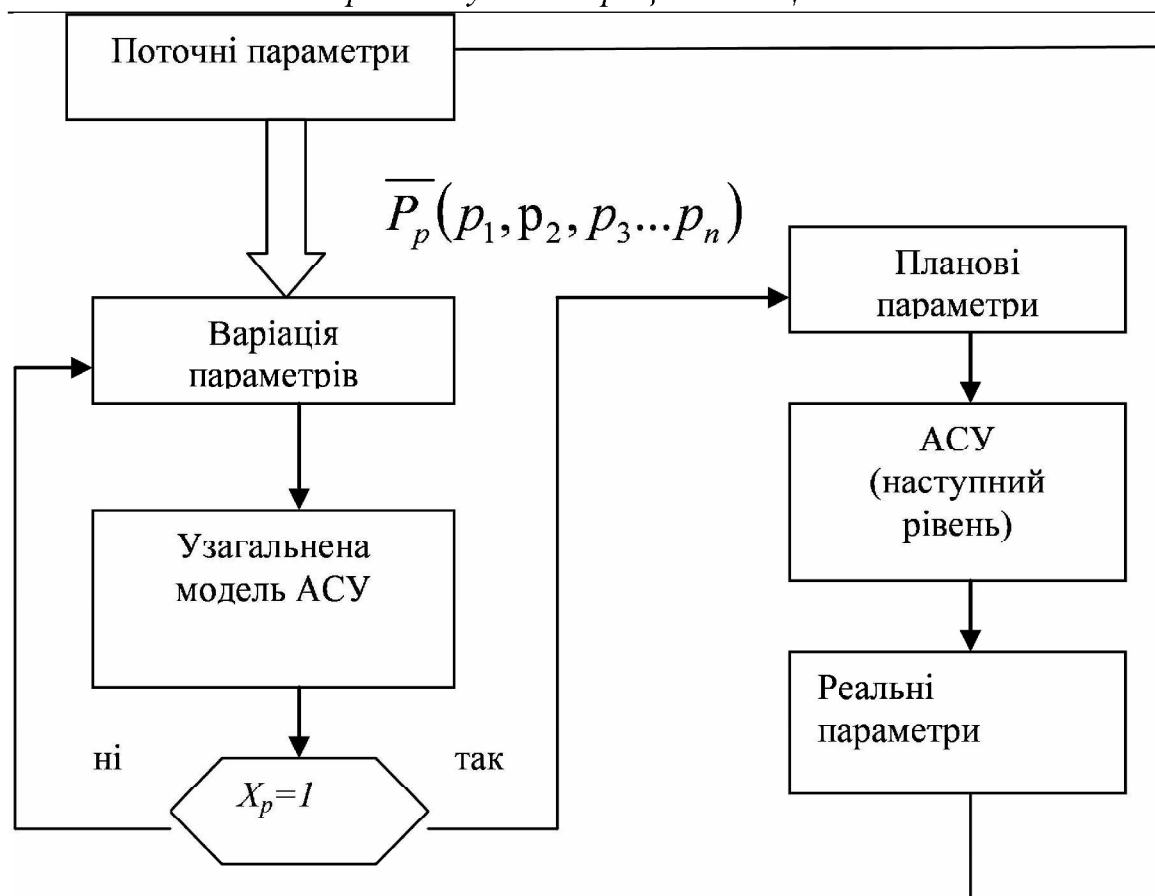 Поточні параметри
P̅ₚ(p₁, p₂, p₃...pₙ)
Планові
параметри
Варіація
параметрів
АСУ
(наступний
рівень)
Узагальнена
модель АСУ
Реальні
параметри
ні
так
Xₚ=1